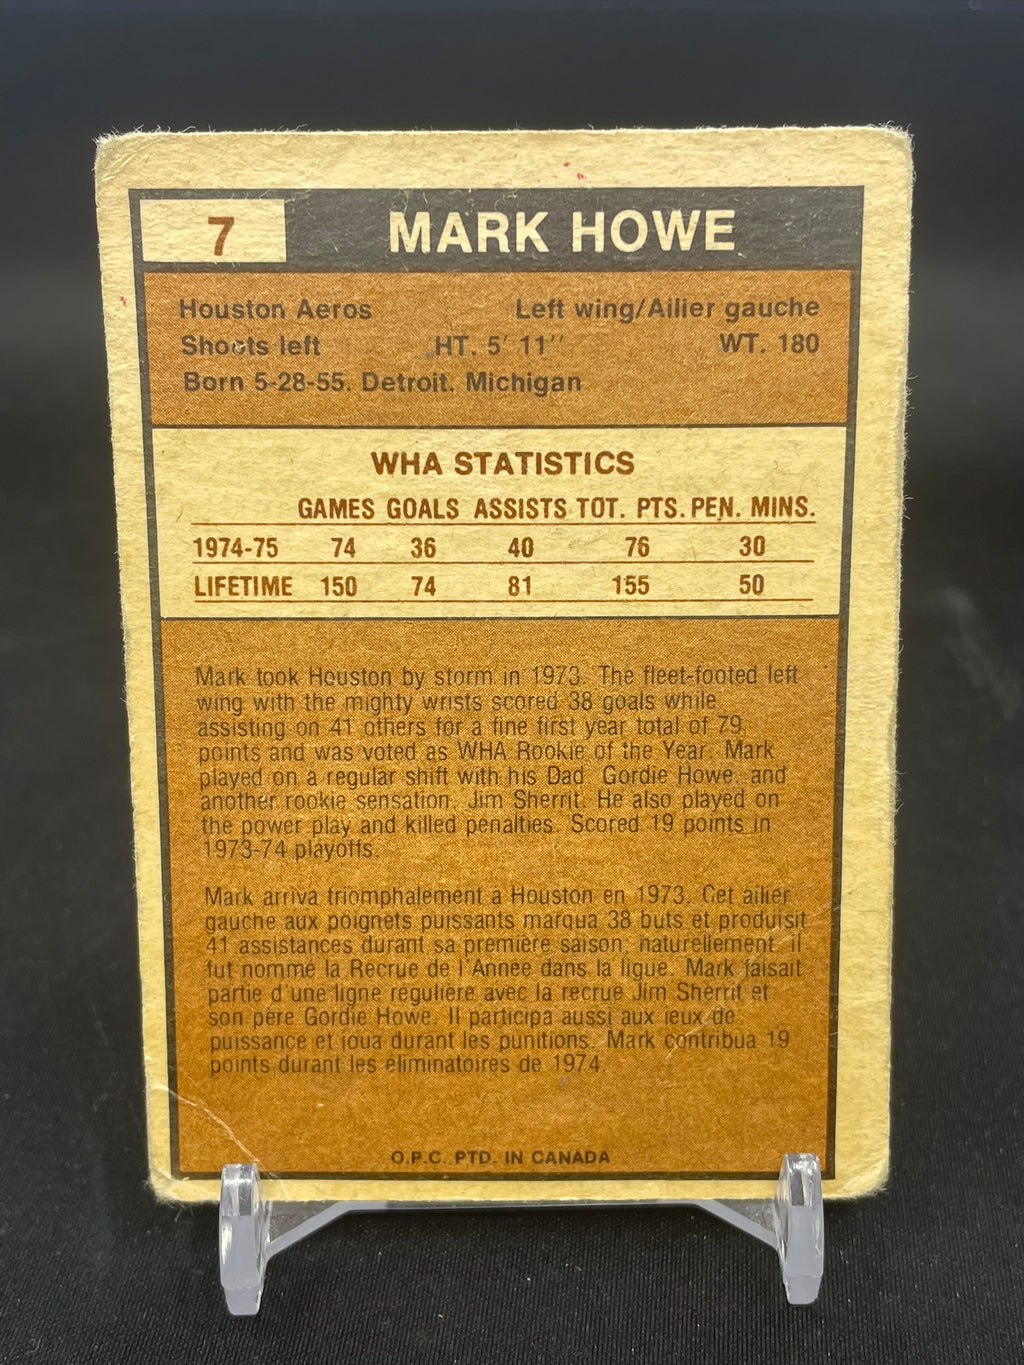 7 MARK HOWE
Houston Aeros Left wing/Ailier gauche
Shoots left HT. 5' 11'' WT. 180
Born 5-28-55. Detroit. Michigan
WHA STATISTICS
GAMES GOALS ASSISTS TOT. PTS. PEN. MINS.
1974-75 74 36 40 76 30
LIFETIME 150 74 81 155 50
Mark took Houston by storm in 1973. The fleet-footed left
wing with the mighty wrists scored 38 goals while
assisting on 41 others for a fine first year total of 79
points and was voted as WHA Rookie of the Year. Mark
played on a regular shift with his Dad, Gordie Howe, and
another rookie sensation, Jim Sherrit. He also played on
the power play and killed penalties. Scored 19 points in
1973-74 playoffs.
Mark arriva triomphalement à Houston en 1973. Cet ailier
gauche aux poignets puissants marqua 38 buts et produisit
41 assistances durant sa première saison; naturellement, il
fut nommé la Recrue de l'Année dans la ligue. Mark faisait
partie d'une ligne régulière avec la recrue Jim Sherrit et
son père Gordie Howe. Il participa aussi aux jeux de
puissance et joua durant les punitions. Mark contribua 19
points durant les éliminatoires de 1974.
O.P.C. PTD. IN CANADA